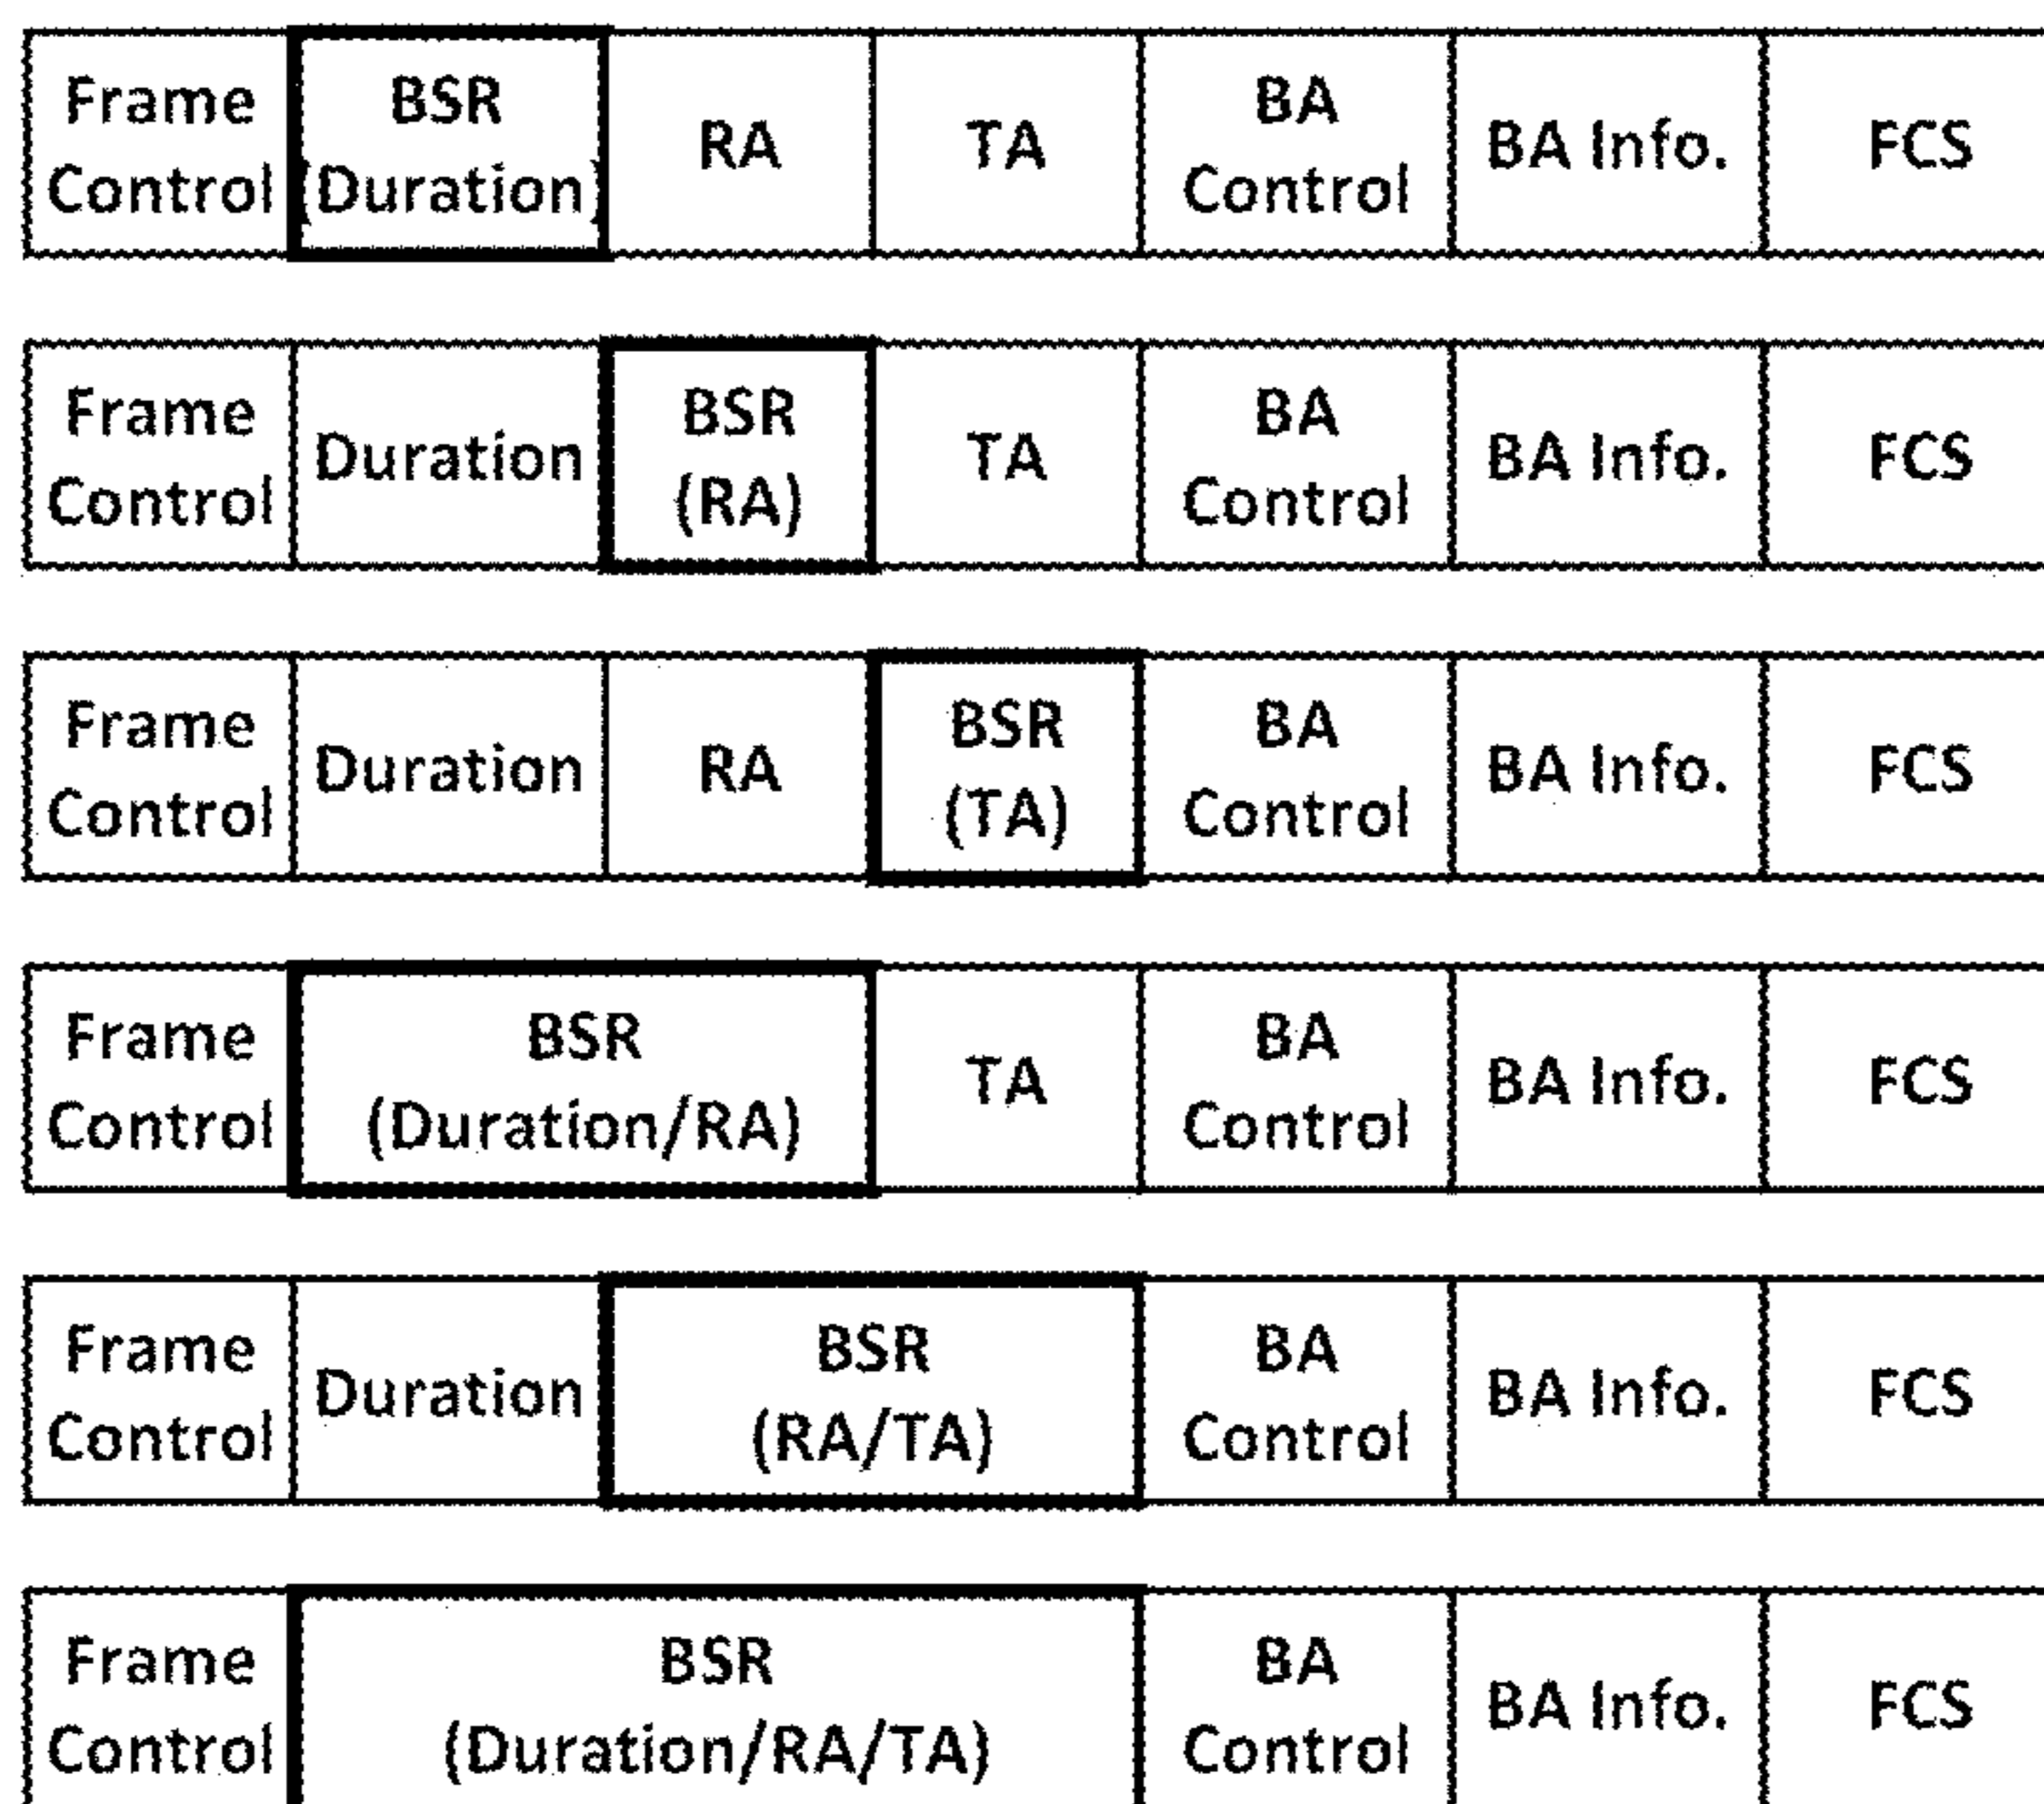 Frame Control BSR (Duration) RA TA BA Control BA Info. FCS
Frame Control Duration BSR (RA) TA BA Control BA Info. FCS
Frame Control Duration RA BSR (TA) BA Control BA Info. FCS
Frame Control BSR (Duration/RA) TA BA Control BA Info. FCS
Frame Control Duration BSR (RA/TA) BA Control BA Info. FCS
Frame Control BSR (Duration/RA/TA) BA Control BA Info. FCS